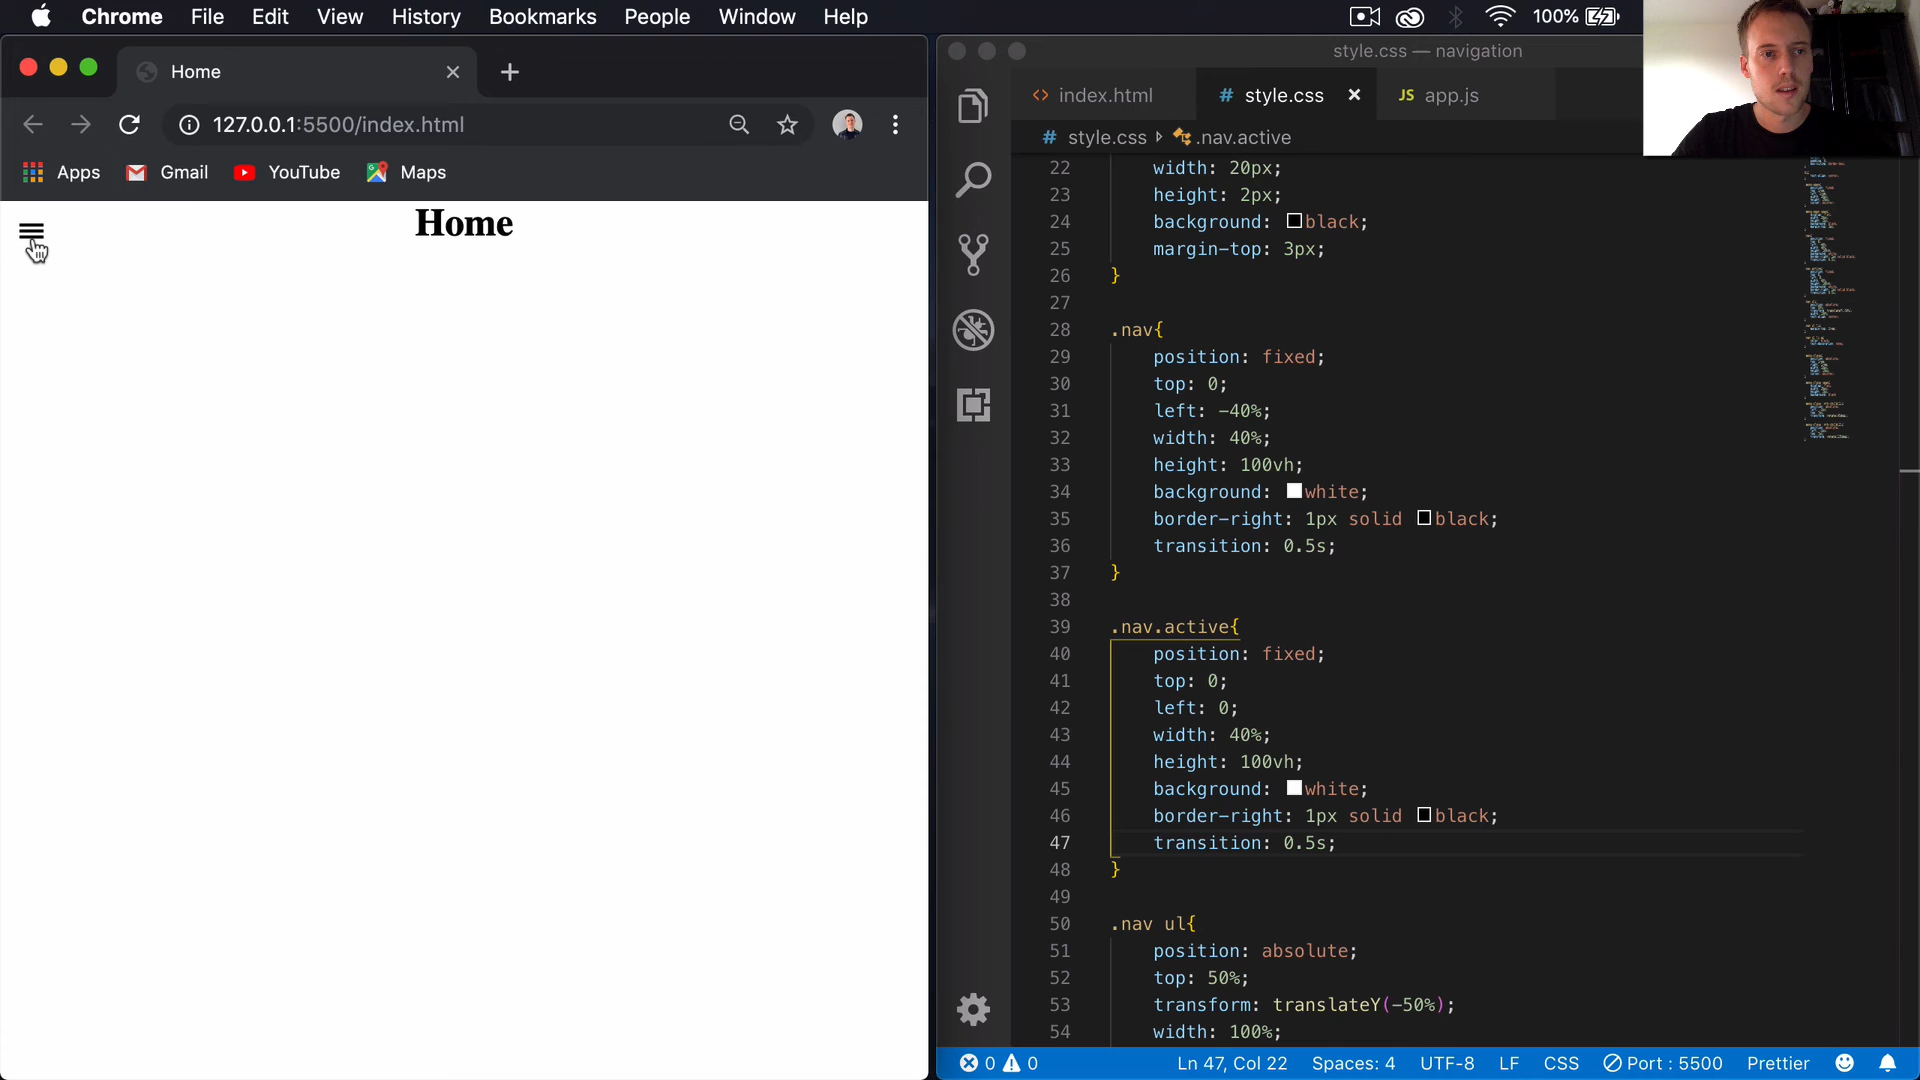 Chrome File Edit View History Bookmarks People Window Help 100%
Home
127.0.0.1:5500/index.html
Apps Gmail YouTube Maps
Home
style.css — navigation
index.html
# style.css
JS app.js
# style.css .nav.active
22 width: 20px;
23 height: 2px;
24 background: black;
25 margin-top: 3px;
26 }
27
28 .nav{
29 position: fixed;
30 top: 0;
31 left: -40%;
32 width: 40%;
33 height: 100vh;
34 background: white;
35 border-right: 1px solid black;
36 transition: 0.5s;
37 }
38
39 .nav.active{
40 position: fixed;
41 top: 0;
42 left: 0;
43 width: 40%;
44 height: 100vh;
45 background: white;
46 border-right: 1px solid black;
47 transition: 0.5s;
48 }
49
50 .nav ul{
51 position: absolute;
52 top: 50%;
53 transform: translateY(-50%);
54 width: 100%;
0 0 Ln 47, Col 22 Spaces: 4 UTF-8 LF CSS Port : 5500 Prettier